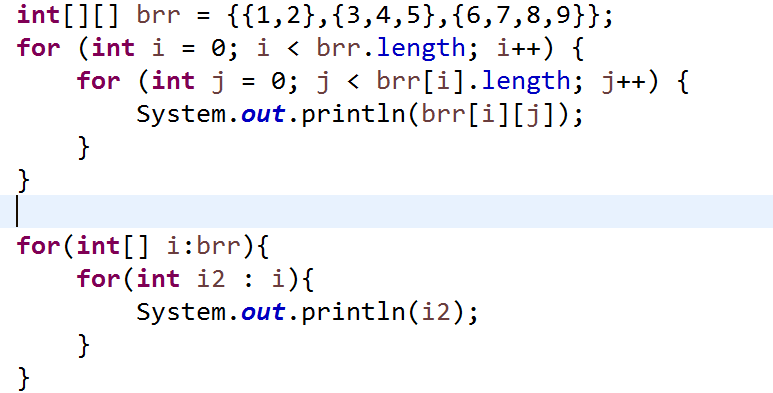 int[][] brr = {{1,2},{3,4,5},{6,7,8,9}};
for (int i = 0; i < brr.length; i++) {
    for (int j = 0; j < brr[i].length; j++) {
        System.out.println(brr[i][j]);
    }
}
for(int[] i:brr){
    for(int i2 : i){
        System.out.println(i2);
    }
}